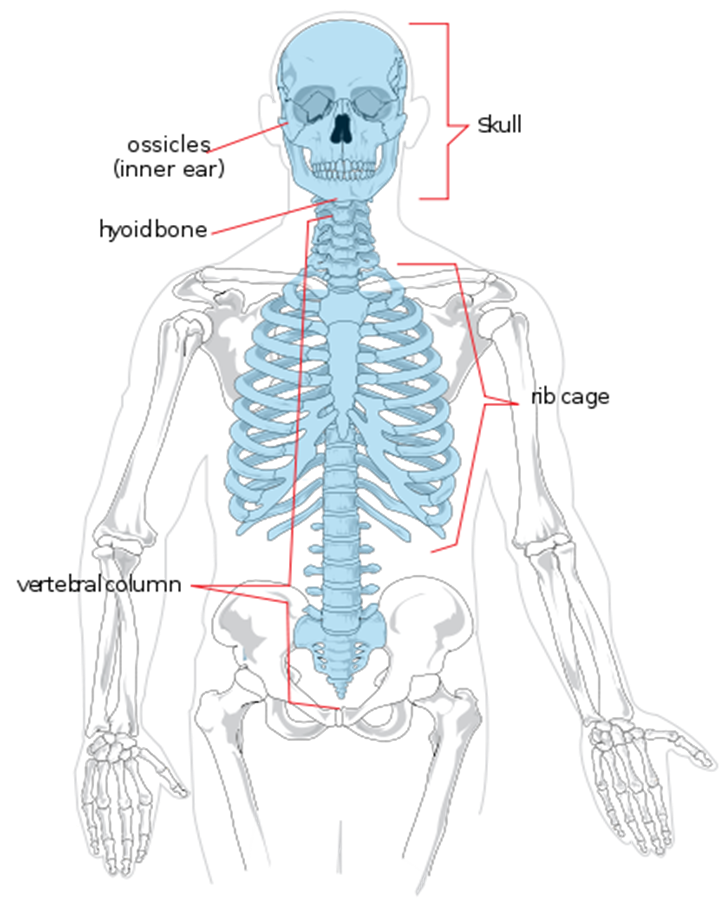 Skull
ossicles
(inner ear)
hyoid bone
rib cage
vertebral column